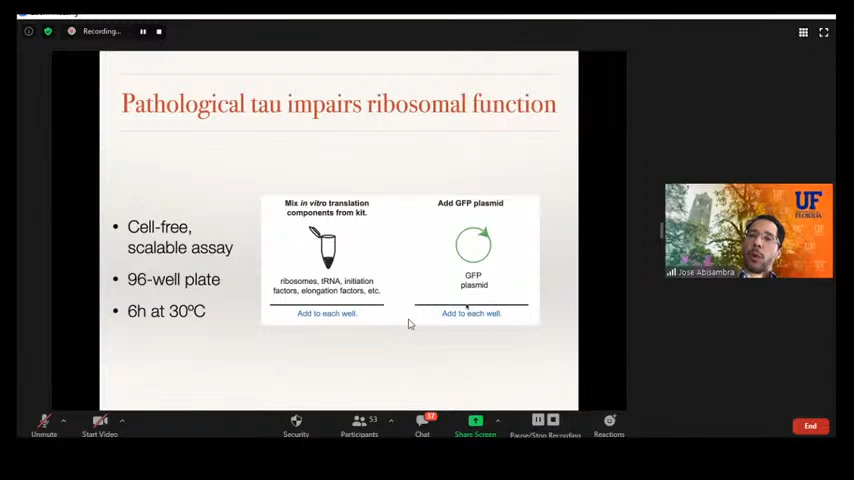 Recording...
Pathological tau impairs ribosomal function
• Cell-free,
scalable assay
• 96-well plate
• 6h at 30ºC
Mix in vitro translation
components from kit.
ribosomes, tRNA, initiation
factors, elongation factors, etc.
Add to each well.
Add GFP plasmid
GFP
plasmid
Add to each well.
UF
FLORIDA
Jose Abisambra
Unmute
Start Video
Security
53
Participants
37
Chat
Share Screen
Pause/Stop Recording
Reactions
End